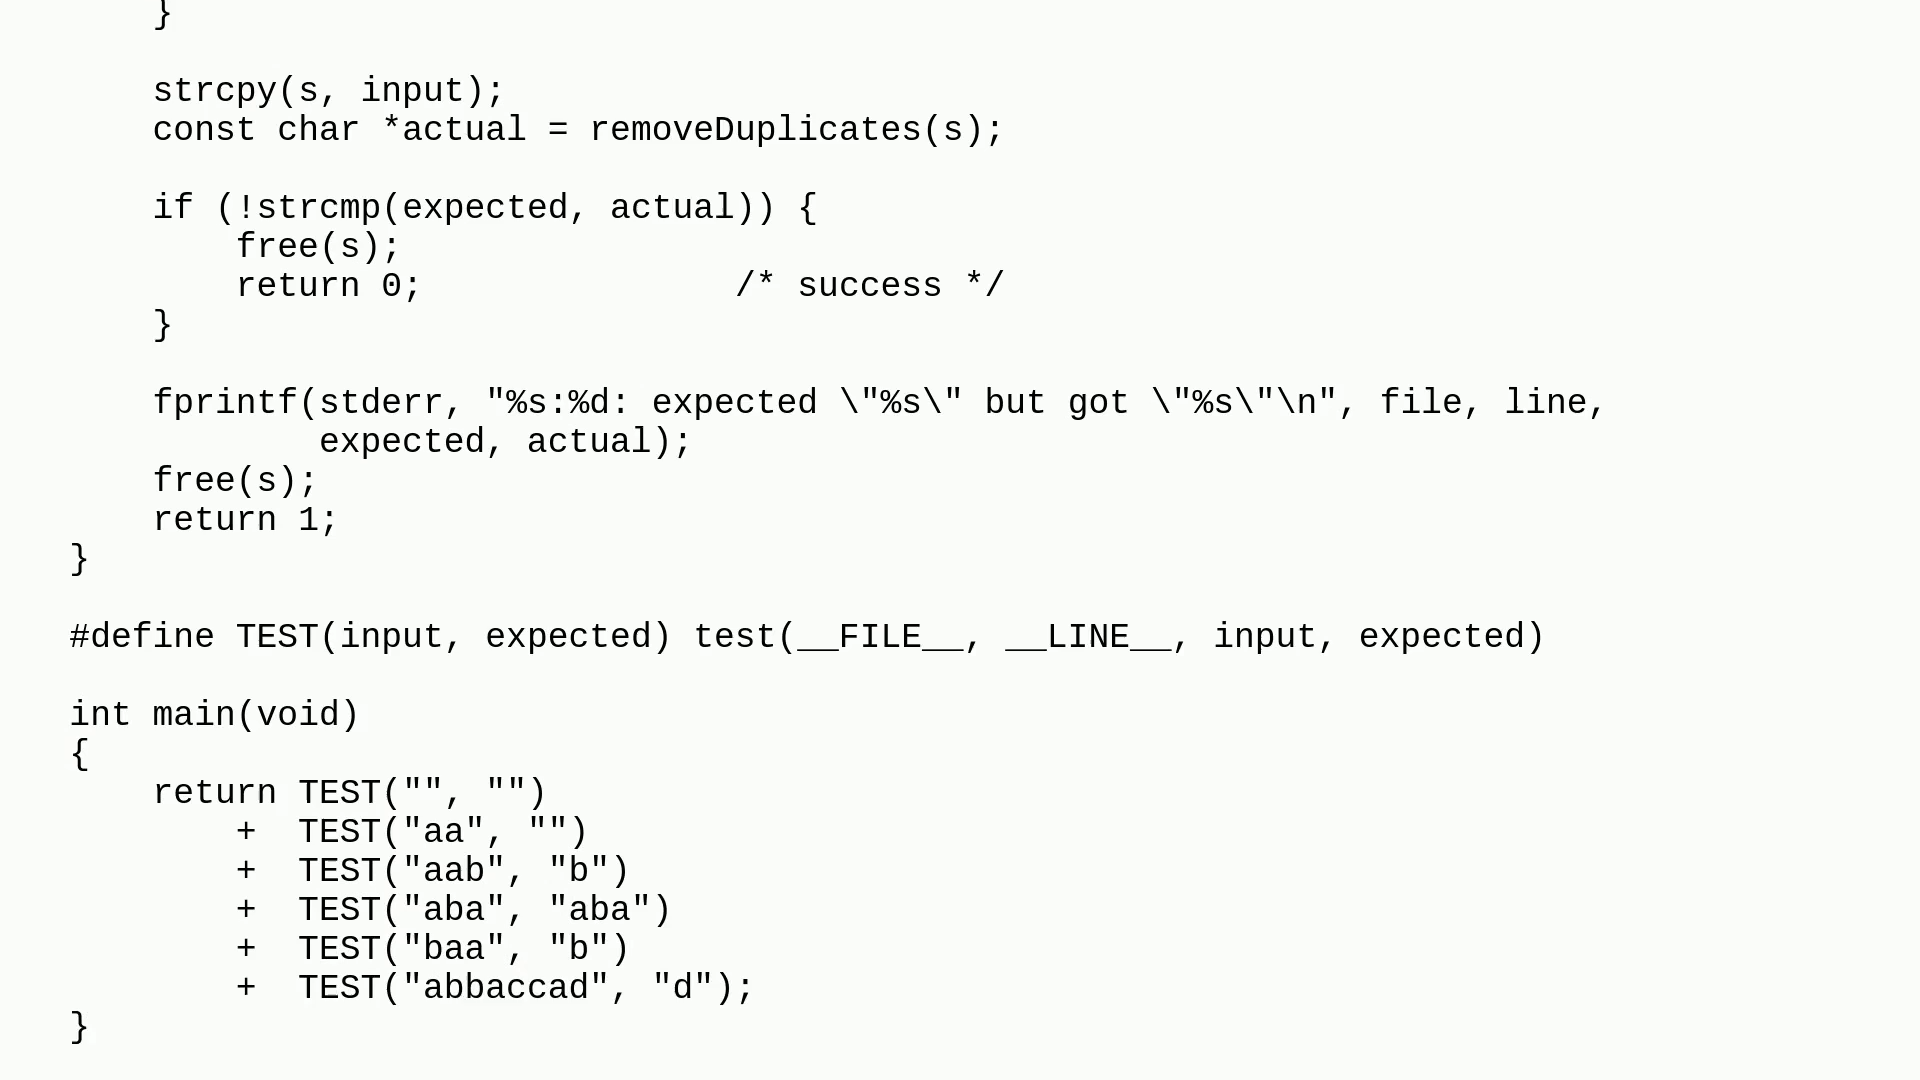 }

    strcpy(s, input);
    const char *actual = removeDuplicates(s);

    if (!strcmp(expected, actual)) {
        free(s);
        return 0;               /* success */
    }

    fprintf(stderr, "%s:%d: expected \"%s\" but got \"%s\"\n", file, line,
            expected, actual);
    free(s);
    return 1;
}

#define TEST(input, expected) test(__FILE__, __LINE__, input, expected)

int main(void)
{
    return TEST("", "")
        +  TEST("aa", "")
        +  TEST("aab", "b")
        +  TEST("aba", "aba")
        +  TEST("baa", "b")
        +  TEST("abbaccad", "d");
}